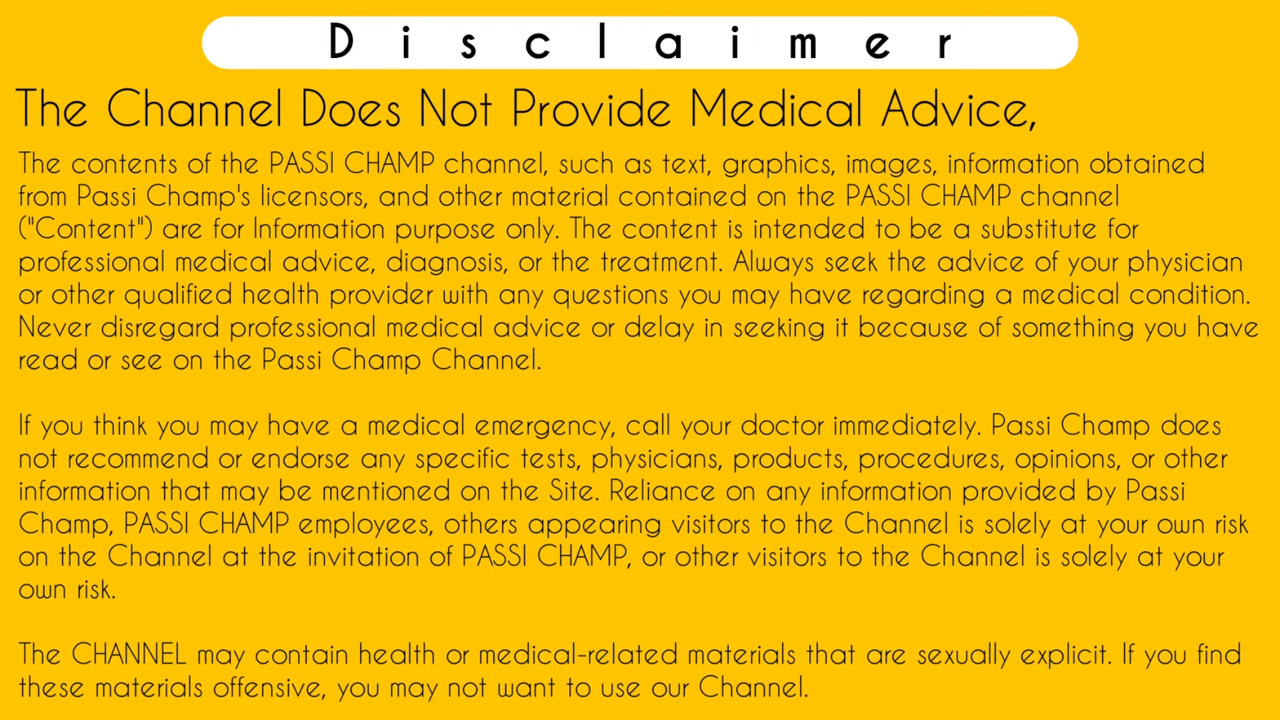 Disclaimer
The Channel Does Not Provide Medical Advice,
The contents of the PASSI CHAMP channel, such as text, graphics, images, information obtained
from Passi Champ's licensors, and other material contained on the PASSI CHAMP channel
("Content") are for Information purpose only. The content is intended to be a substitute for
professional medical advice, diagnosis, or the treatment. Always seek the advice of your physician
or other qualified health provider with any questions you may have regarding a medical condition.
Never disregard professional medical advice or delay in seeking it because of something you have
read or see on the Passi Champ Channel.
If you think you may have a medical emergency, call your doctor immediately. Passi Champ does
not recommend or endorse any specific tests, physicians, products, procedures, opinions, or other
information that may be mentioned on the Site. Reliance on any information provided by Passi
Champ, PASSI CHAMP employees, others appearing visitors to the Channel is solely at your own risk
on the Channel at the invitation of PASSI CHAMP, or other visitors to the Channel is solely at your
own risk.
The CHANNEL may contain health or medical-related materials that are sexually explicit. If you find
these materials offensive, you may not want to use our Channel.